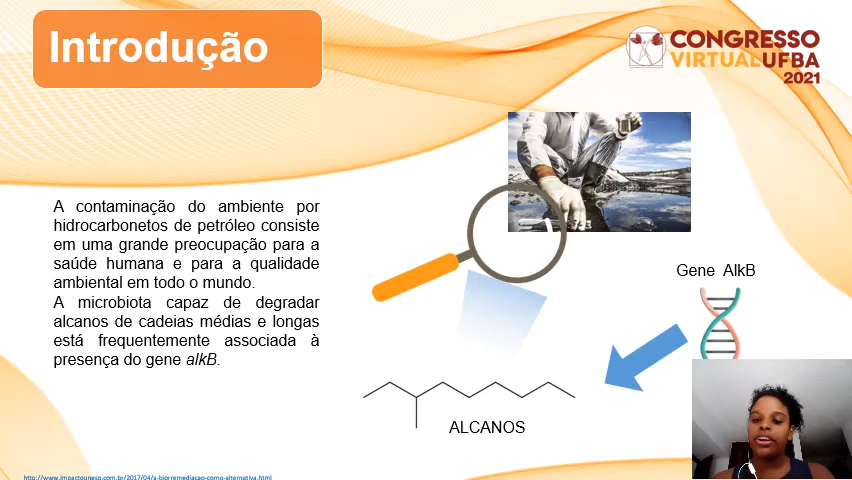 Introdução
CONGRESSO
VIRTUALUFBA
2021
A contaminação do ambiente por
hidrocarbonetos de petróleo consiste
em uma grande preocupação para a
saúde humana e para a qualidade
ambiental em todo o mundo.
A microbiota capaz de degradar
alcanos de cadeias médias e longas
está frequentemente associada à
presença do gene alkB.
Gene AlkB
ALCANOS
http://www.impactounesp.com.br/2017/04/a-biorremediacao-como-alternativa.html